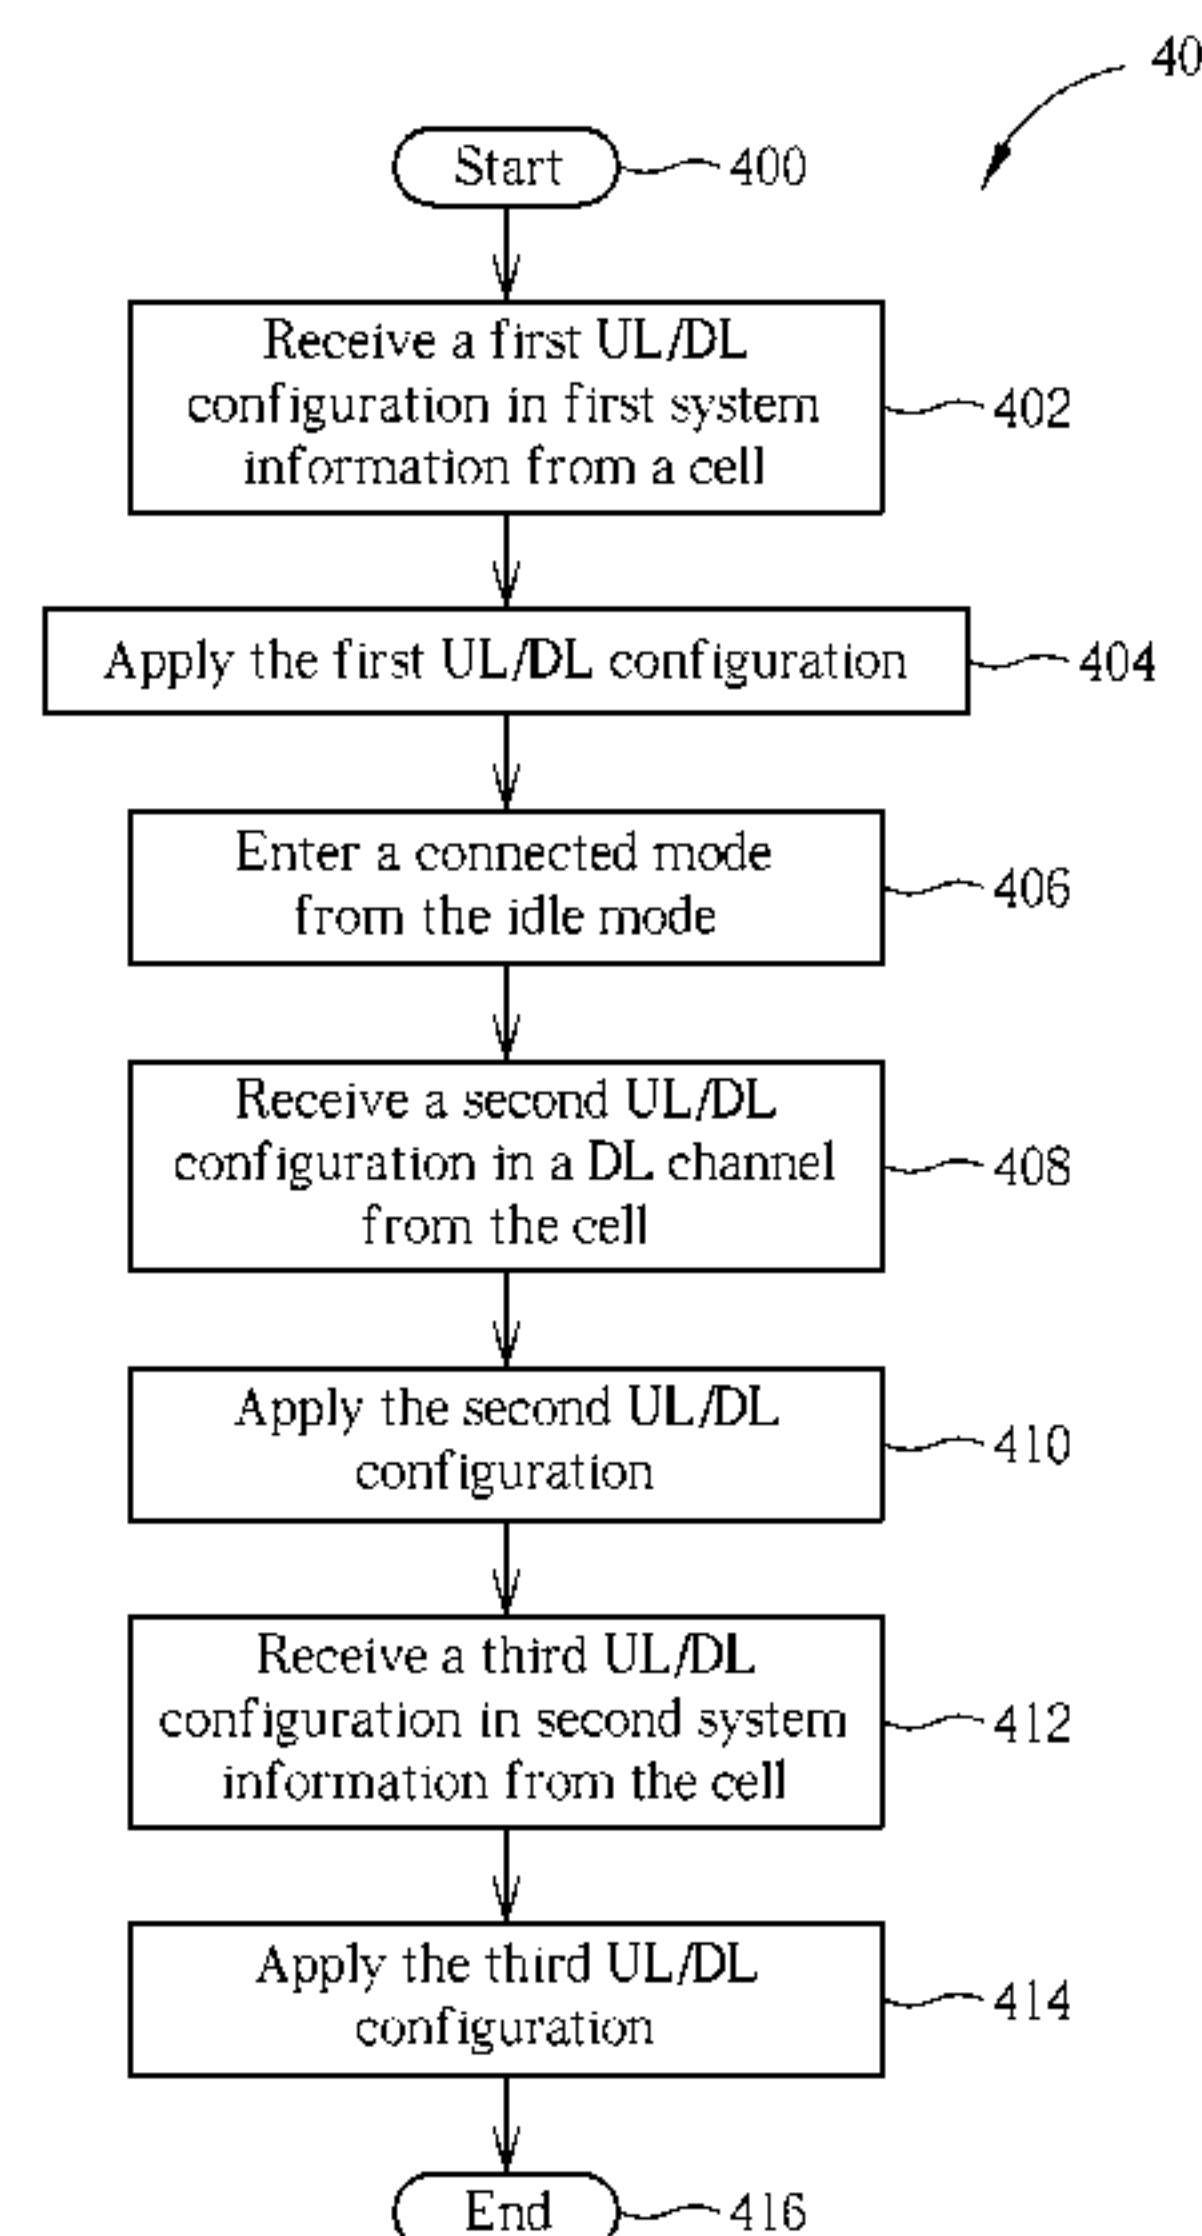 40
Start
400
Receive a first UL/DL
configuration in first system
information from a cell
402
Apply the first UL/DL configuration
404
Enter a connected mode
from the idle mode
406
Receive a second UL/DL
configuration in a DL channel
from the cell
408
Apply the second UL/DL
configuration
410
Receive a third UL/DL
configuration in second system
information from the cell
412
Apply the third UL/DL
configuration
414
End
416